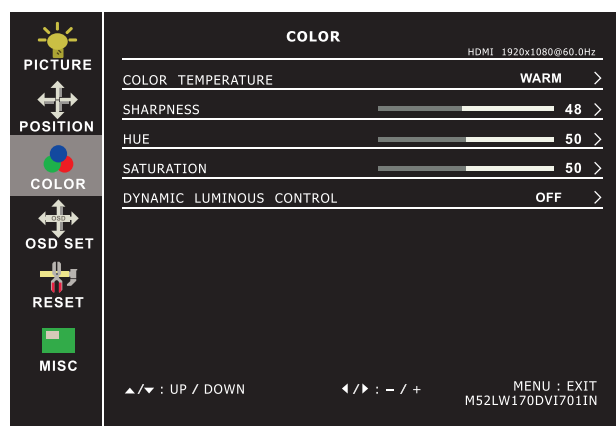 COLOR
HDMI 1920x1080@60.0Hz
PICTURE
POSITION
COLOR
OSD
OSD SET
RESET
MISC
COLOR TEMPERATURE WARM >
SHARPNESS 48 >
HUE 50 >
SATURATION 50 >
DYNAMIC LUMINOUS CONTROL OFF >
▲/▼ : UP / DOWN ◀/▶ : – / + MENU : EXIT
M52LW170DVI701IN